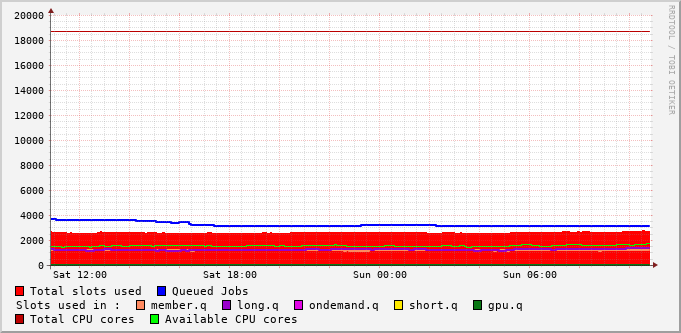 20000
18000
16000
14000
12000
10000
8000
6000
4000
2000
0
Sat 12:00 Sat 18:00 Sun 00:00 Sun 06:00
Total slots used Queued Jobs
Slots used in : member.q long.q ondemand.q short.q gpu.q
Total CPU cores Available CPU cores
RRDTOOL / TOBI OETIKER